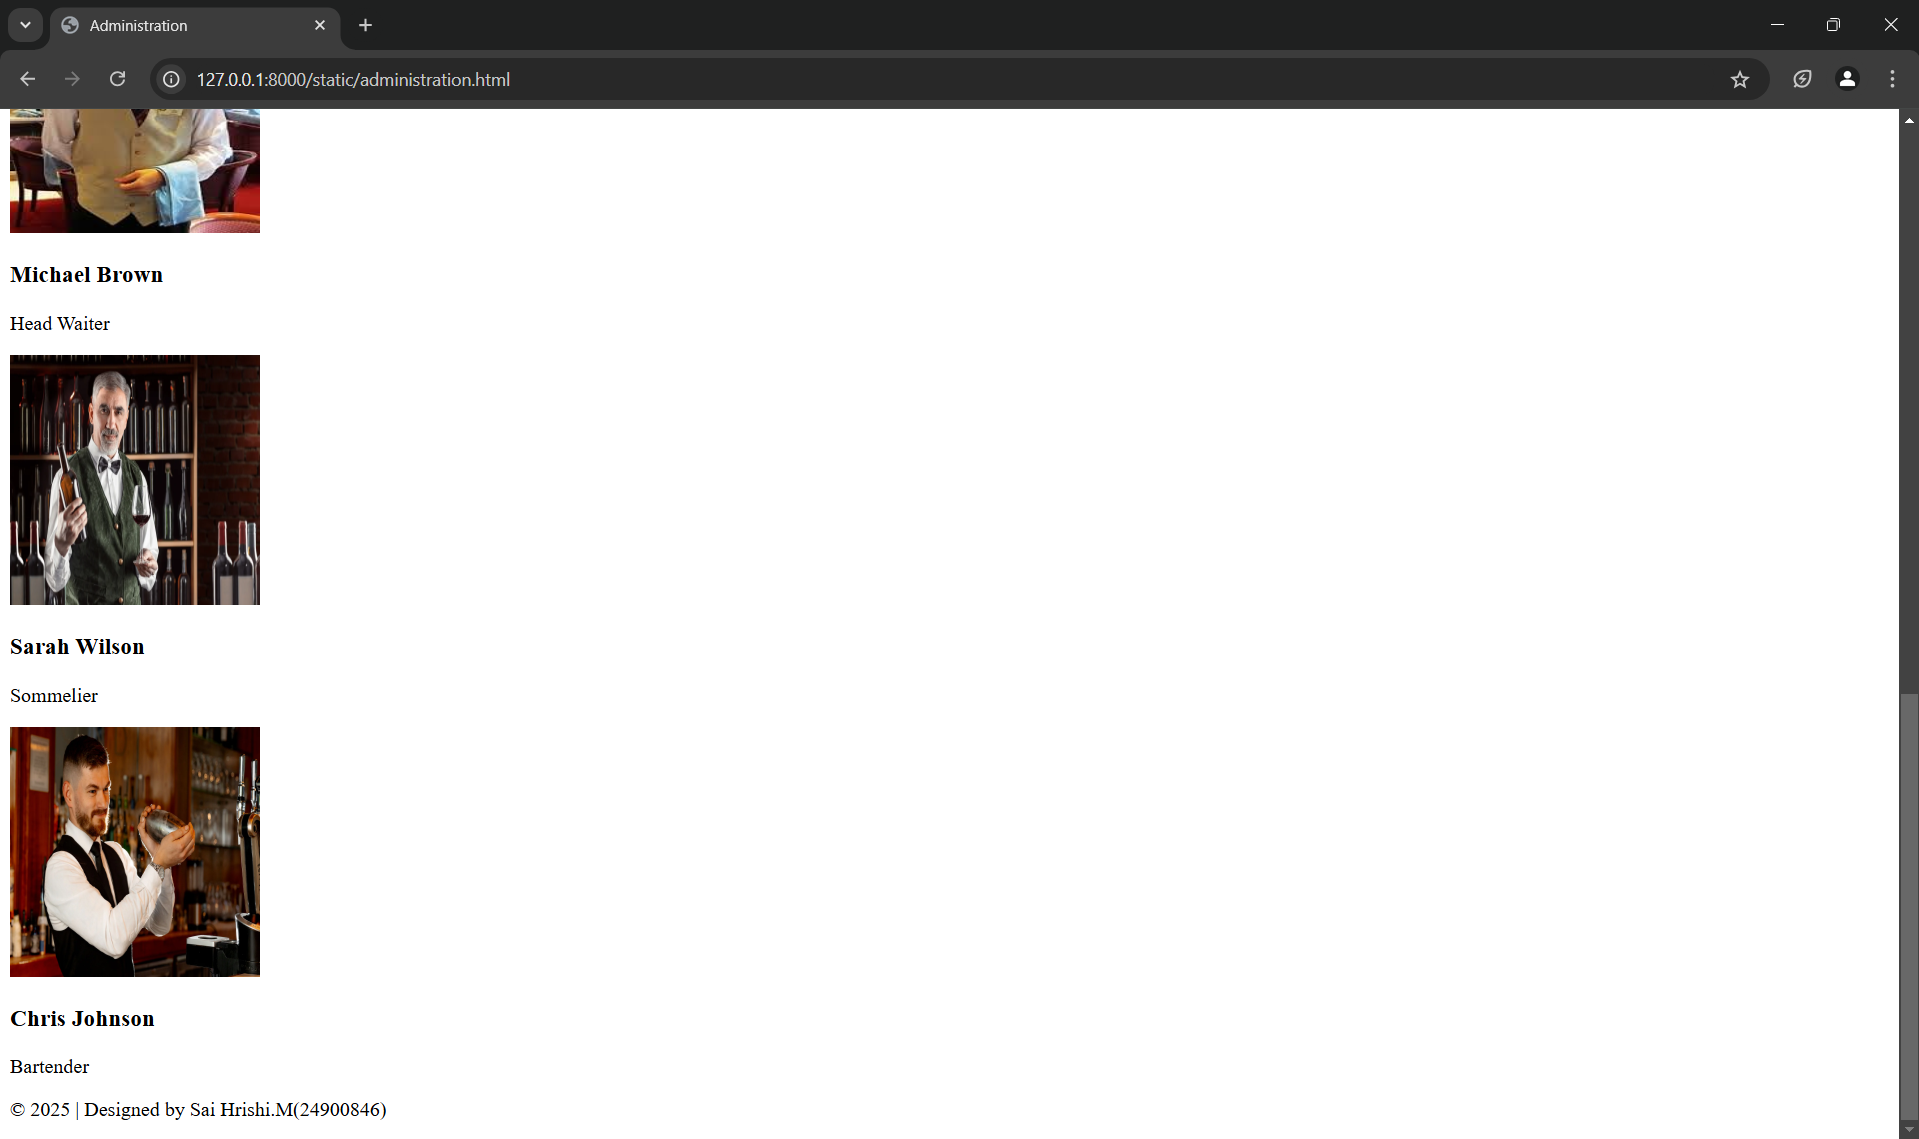 Administration
127.0.0.1:8000/static/administration.html
Michael Brown
Head Waiter
Sarah Wilson
Sommelier
Chris Johnson
Bartender
© 2025 | Designed by Sai Hrishi.M(24900846)